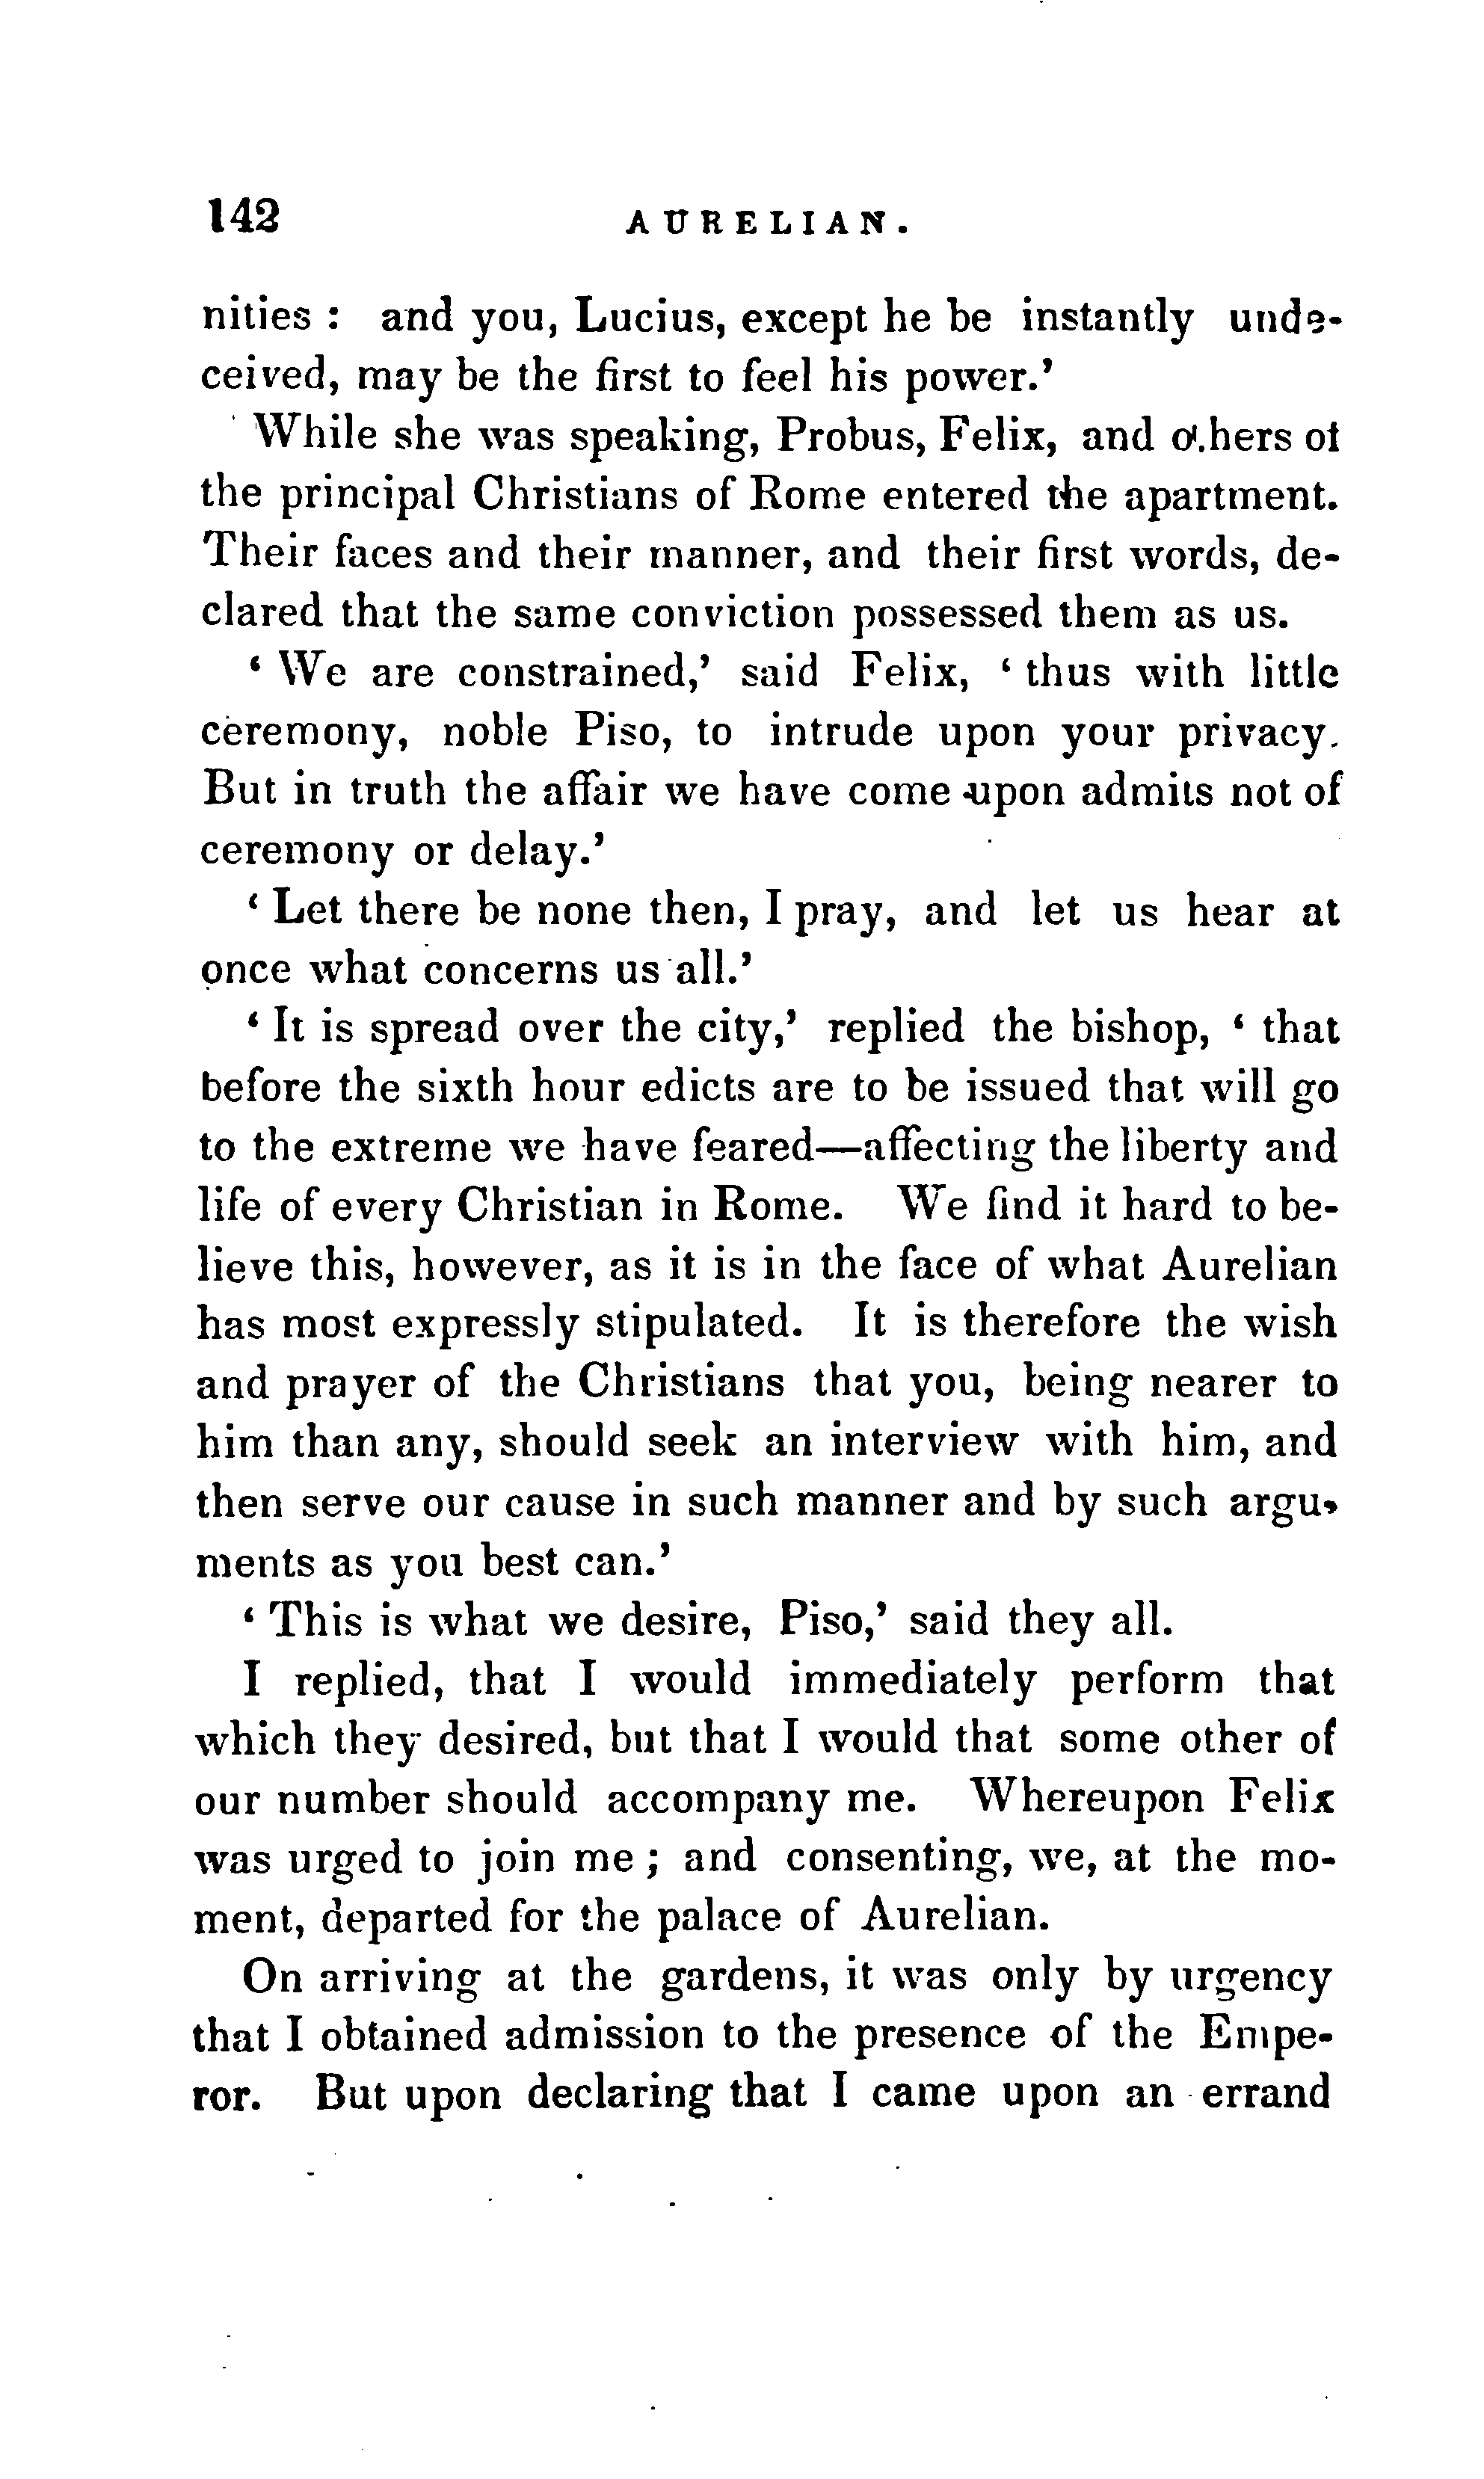 142 AURELIAN.
nities : and you, Lucius, except he be instantly unde-
ceived, may be the first to feel his power.’
While she was speaking, Probus, Felix, and others of
the principal Christians of Rome entered the apartment.
Their faces and their manner, and their first words, de-
clared that the same conviction possessed them as us.
‘ We are constrained,’ said Felix, ‘ thus with little
ceremony, noble Piso, to intrude upon your privacy.
But in truth the affair we have come upon admits not of
ceremony or delay.’
‘ Let there be none then, I pray, and let us hear at
once what concerns us all.’
‘ It is spread over the city,’ replied the bishop, ‘ that
before the sixth hour edicts are to be issued that will go
to the extreme we have feared—affecting the liberty and
life of every Christian in Rome. We find it hard to be-
lieve this, however, as it is in the face of what Aurelian
has most expressly stipulated. It is therefore the wish
and prayer of the Christians that you, being nearer to
him than any, should seek an interview with him, and
then serve our cause in such manner and by such argu-
ments as you best can.’
‘ This is what we desire, Piso,’ said they all.
I replied, that I would immediately perform that
which they desired, but that I would that some other of
our number should accompany me. Whereupon Felix
was urged to join me ; and consenting, we, at the mo-
ment, departed for the palace of Aurelian.
On arriving at the gardens, it was only by urgency
that I obtained admission to the presence of the Empe-
ror. But upon declaring that I came upon an errand